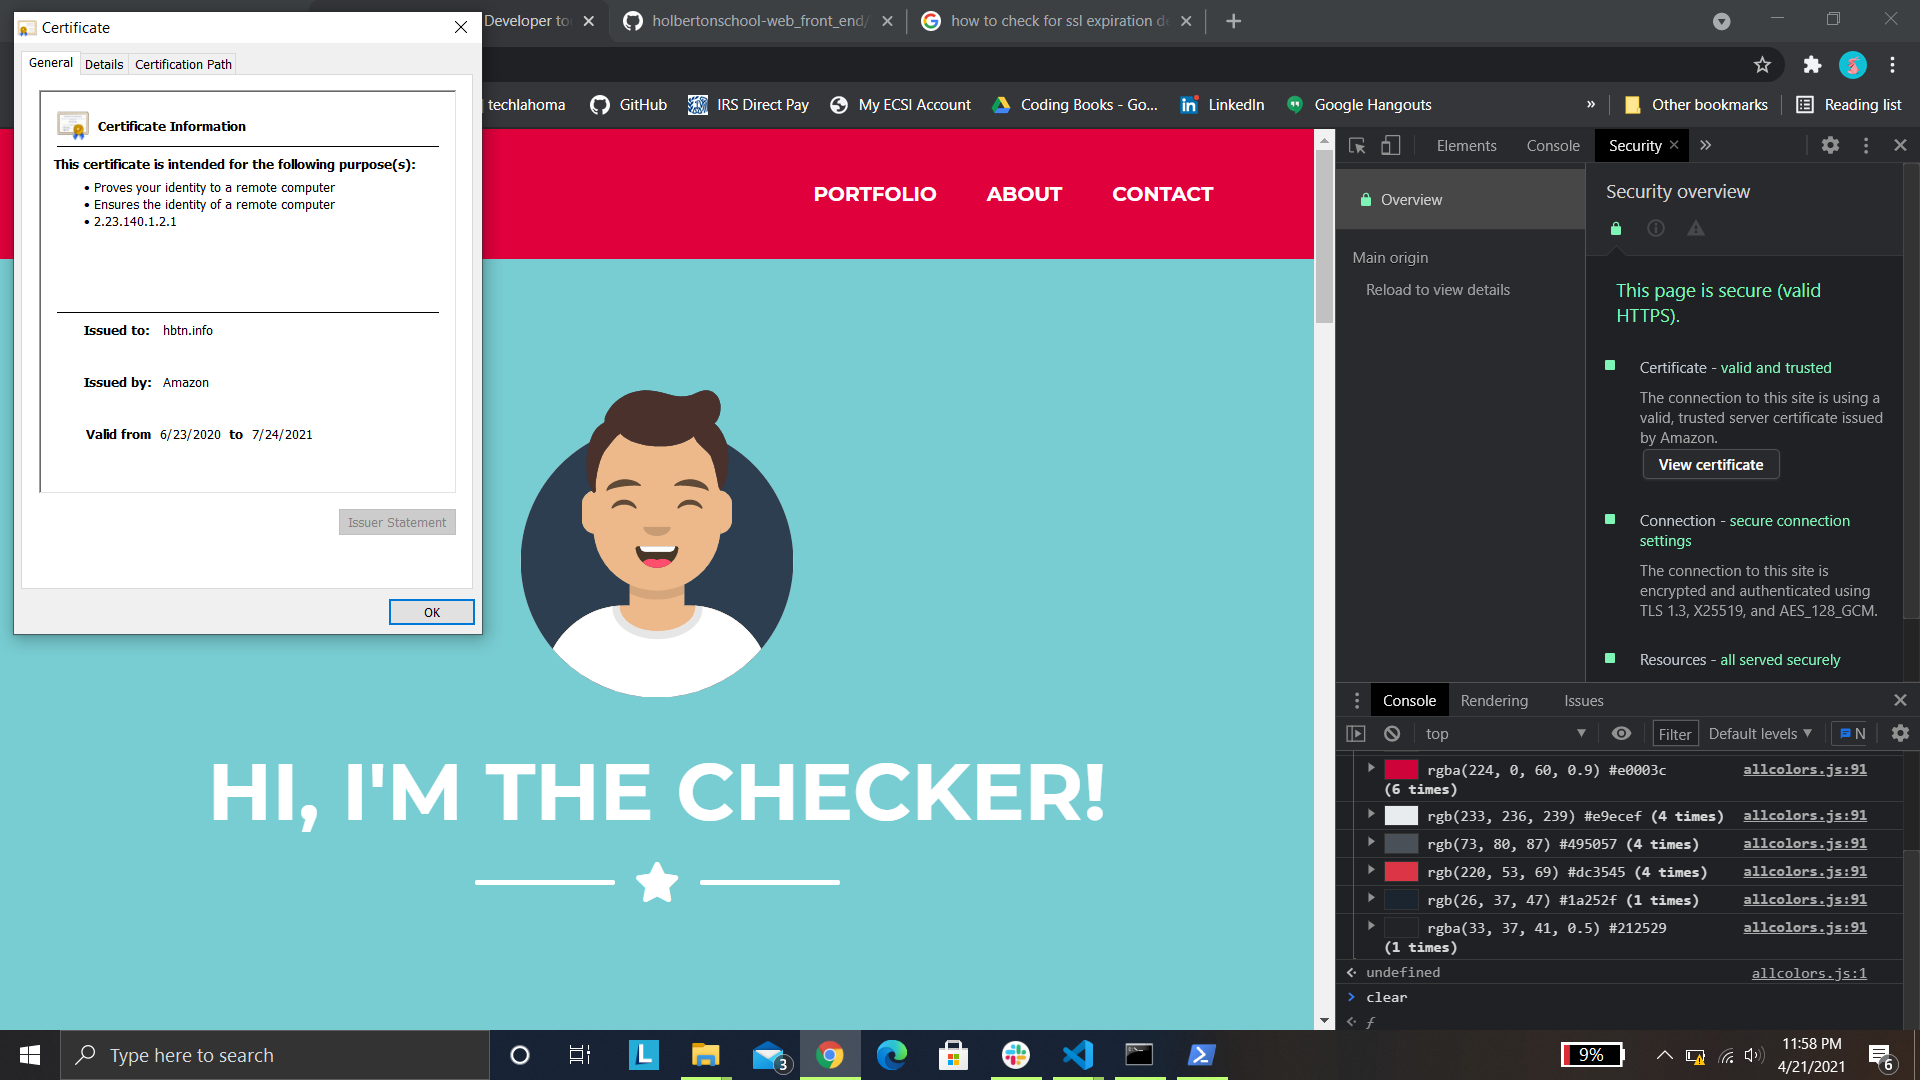 Certificate
General
Details
Certification Path
Certificate Information
This certificate is intended for the following purpose(s):
• Proves your identity to a remote computer
• Ensures the identity of a remote computer
• 2.23.140.1.2.1
Issued to: hbtn.info
Issued by: Amazon
Valid from 6/23/2020 to 7/24/2021
Issuer Statement
OK
Developer to
holbertonschool-web_front_end/
how to check for ssl expiration de
techlahoma
GitHub
IRS Direct Pay
My ECSI Account
Coding Books - Go...
LinkedIn
Google Hangouts
»
Other bookmarks
Reading list
PORTFOLIO
ABOUT
CONTACT
HI, I'M THE CHECKER!
Elements
Console
Security
»
Overview
Main origin
Reload to view details
Security overview
This page is secure (valid
HTTPS).
Certificate - valid and trusted
The connection to this site is using a
valid, trusted server certificate issued
by Amazon.
View certificate
Connection - secure connection
settings
The connection to this site is
encrypted and authenticated using
TLS 1.3, X25519, and AES_128_GCM.
Resources - all served securely
Console
Rendering
Issues
top
Filter
Default levels
N
rgba(224, 0, 60, 0.9) #e0003c
(6 times)
allcolors.js:91
rgb(233, 236, 239) #e9ecef (4 times)
allcolors.js:91
rgb(73, 80, 87) #495057 (4 times)
allcolors.js:91
rgb(220, 53, 69) #dc3545 (4 times)
allcolors.js:91
rgb(26, 37, 47) #1a252f (1 times)
allcolors.js:91
rgba(33, 37, 41, 0.5) #212529
(1 times)
allcolors.js:91
undefined
allcolors.js:1
clear
ƒ
Type here to search
L
3
9%
11:58 PM
4/21/2021
6